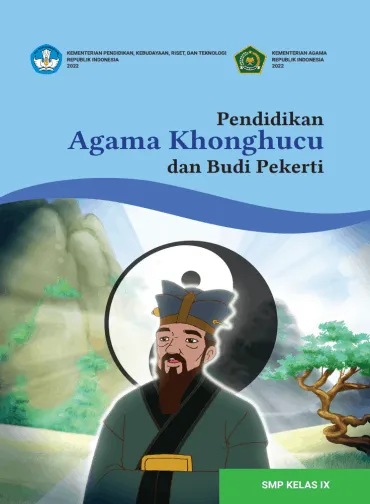 KEMENTERIAN PENDIDIKAN, KEBUDAYAAN, RISET, DAN TEKNOLOGI
REPUBLIK INDONESIA
2022
KEMENTERIAN AGAMA
REPUBLIK INDONESIA
2022
Pendidikan
Agama Khonghucu
dan Budi Pekerti
SMP KELAS IX